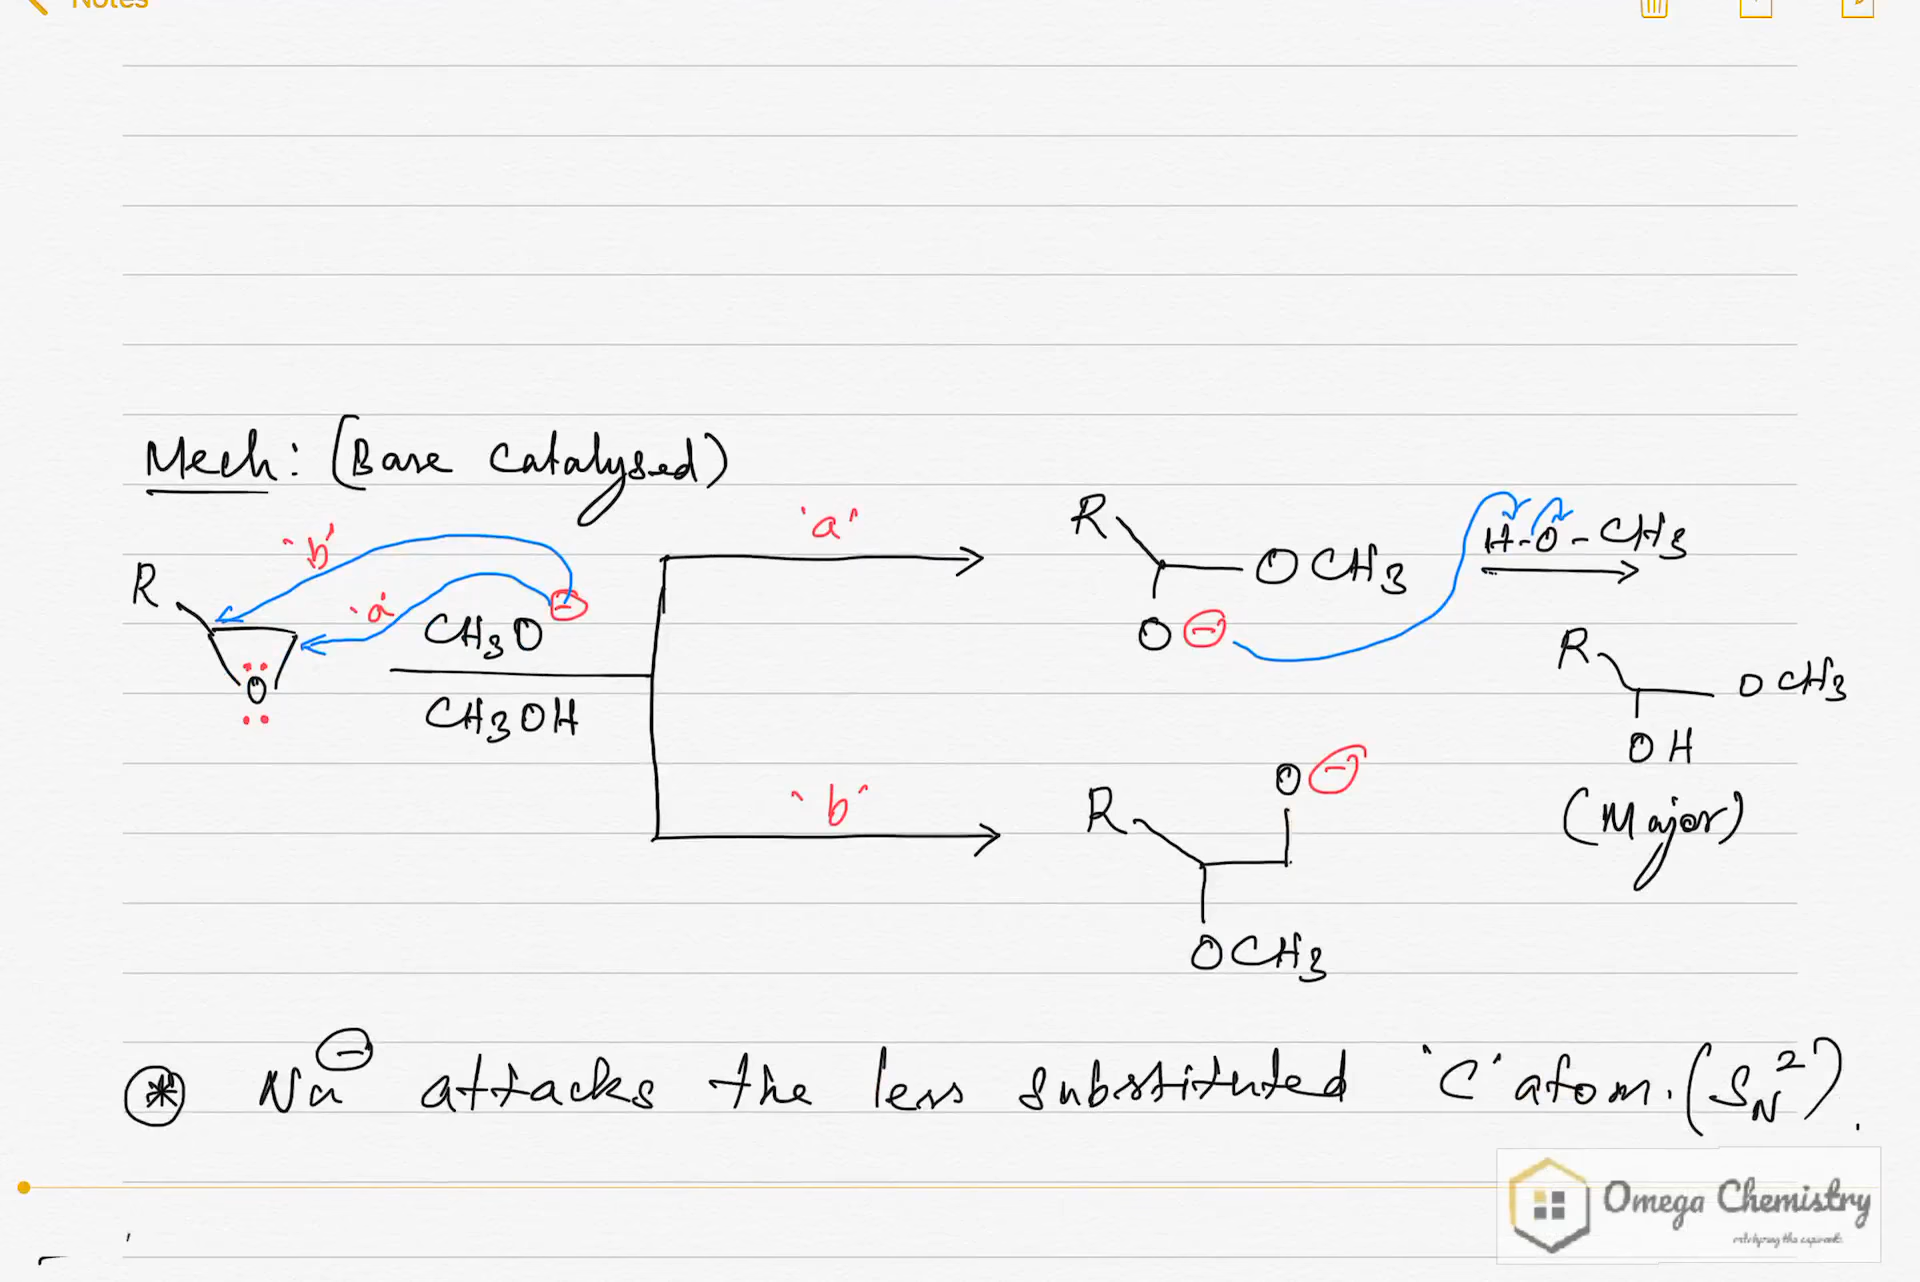 Notes
Mech: (Base Catalysed)
'b'
'a'
R
O
CH3O⊖
CH3OH
'a'
R
OCH3
O⊖
H-O-CH3
R
OCH3
OH
(Major)
'b'
R
O⊖
OCH3
⊛ Nu⊖ attacks the less substituted 'C' atom. (SN2).
Omega Chemistry